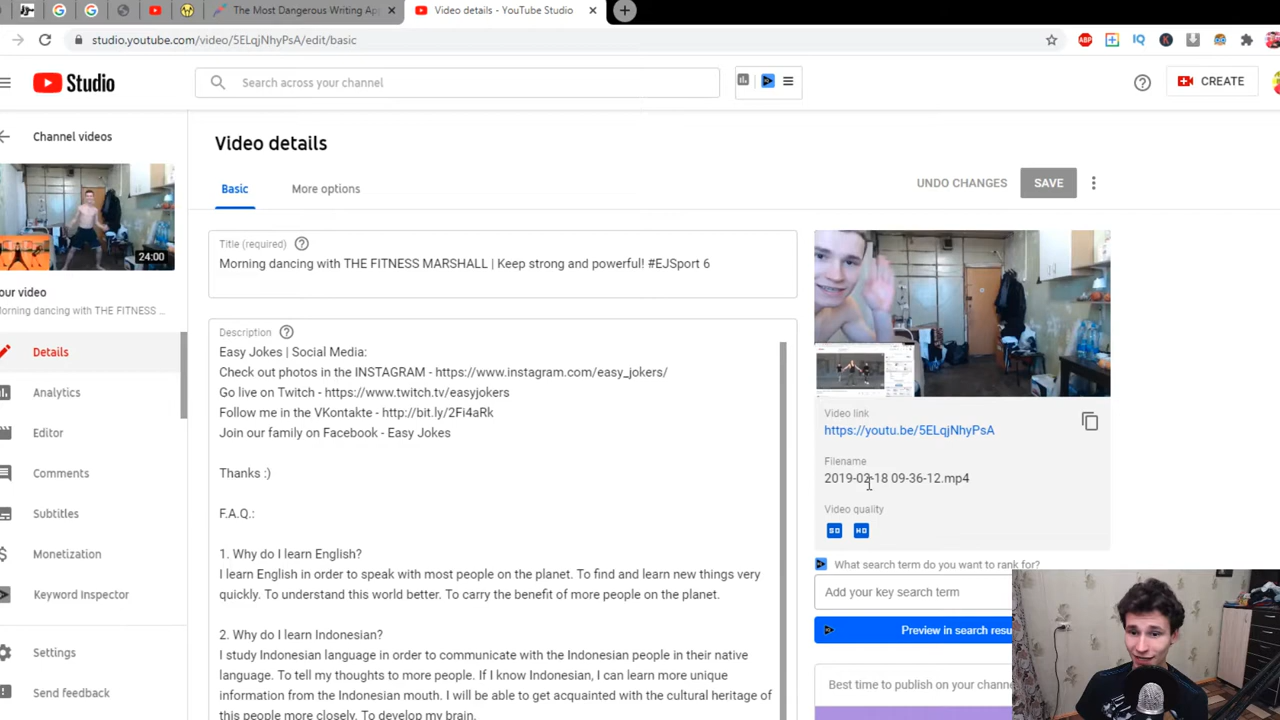 The Most Dangerous Writing App
Video details - YouTube Studio
studio.youtube.com/video/5ELqjNhyPsA/edit/basic
ABP
IQ
K
Studio
Search across your channel
CREATE
Channel videos
Video details
Basic
More options
UNDO CHANGES
SAVE
24:00
Title (required)
Morning dancing with THE FITNESS MARSHALL | Keep strong and powerful! #EJSport 6
our video
Morning dancing with THE FITNESS ...
Description
Easy Jokes | Social Media:
Check out photos in the INSTAGRAM - https://www.instagram.com/easy_jokers/
Go live on Twitch - https://www.twitch.tv/easyjokers
Follow me in the VKontakte - http://bit.ly/2Fi4aRk
Join our family on Facebook - Easy Jokes
Thanks :)
F.A.Q.:
1. Why do I learn English?
I learn English in order to speak with most people on the planet. To find and learn new things very
quickly. To understand this world better. To carry the benefit of more people on the planet.
2. Why do I learn Indonesian?
I study Indonesian language in order to communicate with the Indonesian people in their native
language. To tell my thoughts to more people. If I know Indonesian, I can learn more unique
information from the Indonesian mouth. I will be able to get acquainted with the cultural heritage of
this people more closely. To develop my brain.
Details
Analytics
Editor
Comments
Subtitles
Monetization
Keyword Inspector
Settings
Send feedback
Video link
https://youtu.be/5ELqjNhyPsA
Filename
2019-02-18 09-36-12.mp4
Video quality
SD HD
What search term do you want to rank for?
Add your key search term
Preview in search resu
Best time to publish on your channe